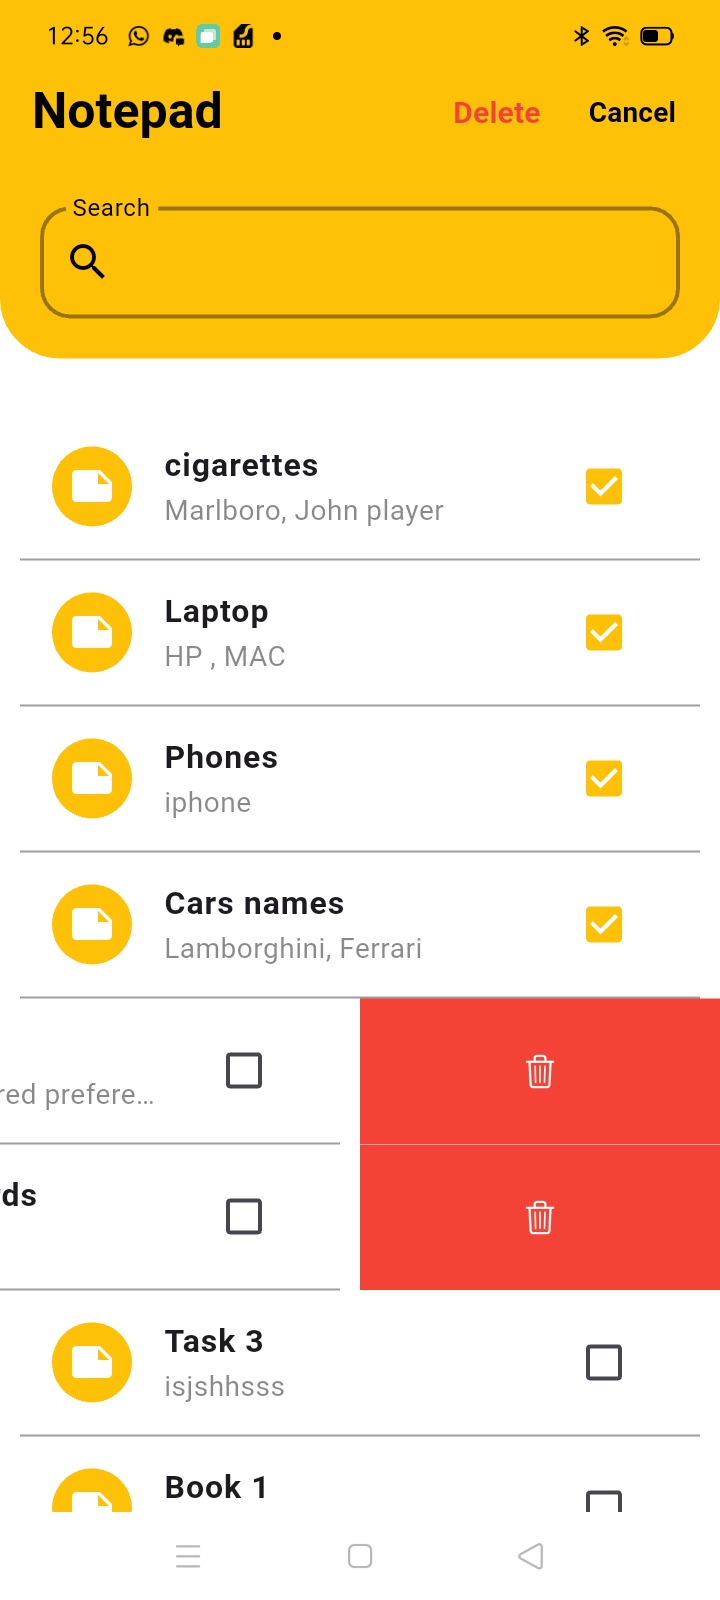 12:56
Notepad
Delete
Cancel
Search
cigarettes
Marlboro, John player
Laptop
HP , MAC
Phones
iphone
Cars names
Lamborghini, Ferrari
red prefere...
rds
Task 3
isjshhsss
Book 1